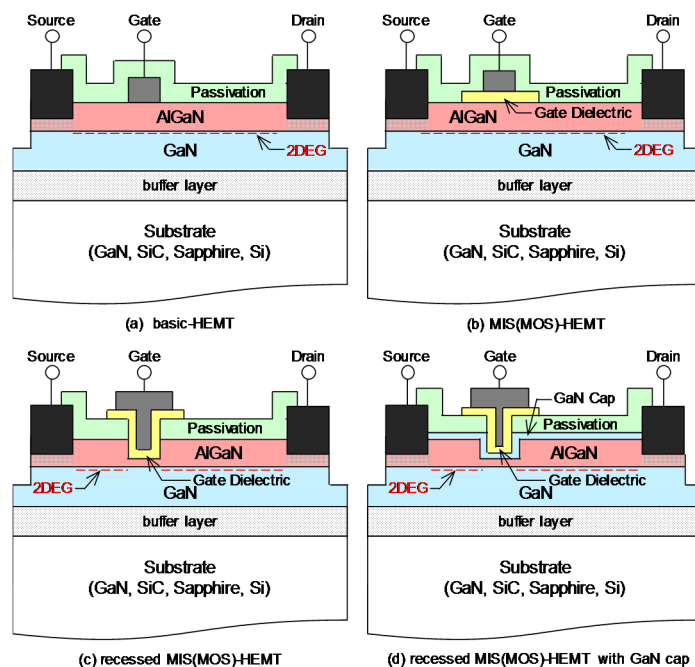 Source Gate Drain
Passivation
AlGaN
GaN
2DEG
buffer layer
Substrate
(GaN, SiC, Sapphire, Si)
(a) basic-HEMT
Source Gate Drain
Passivation
Gate Dielectric
AlGaN
GaN
2DEG
buffer layer
Substrate
(GaN, SiC, Sapphire, Si)
(b) MIS(MOS)-HEMT
Source Gate Drain
Passivation
AlGaN
Gate Dielectric
2DEG
GaN
buffer layer
Substrate
(GaN, SiC, Sapphire, Si)
(c) recessed MIS(MOS)-HEMT
Source Gate Drain
GaN Cap
Passivation
AlGaN
Gate Dielectric
2DEG
GaN
buffer layer
Substrate
(GaN, SiC, Sapphire, Si)
(d) recessed MIS(MOS)-HEMT with GaN cap